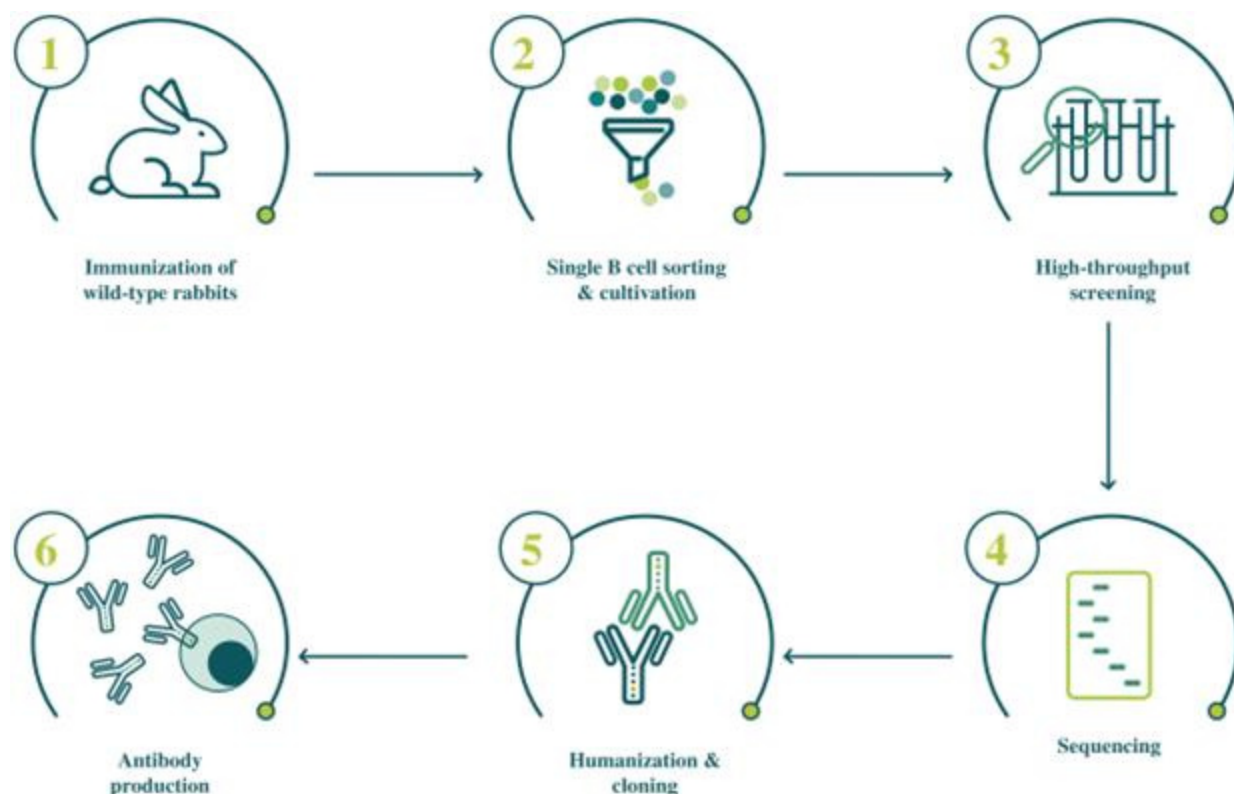 1
Immunization of
wild-type rabbits
2
Single B cell sorting
& cultivation
3
High-throughput
screening
4
Sequencing
5
Humanization &
cloning
6
Antibody
production